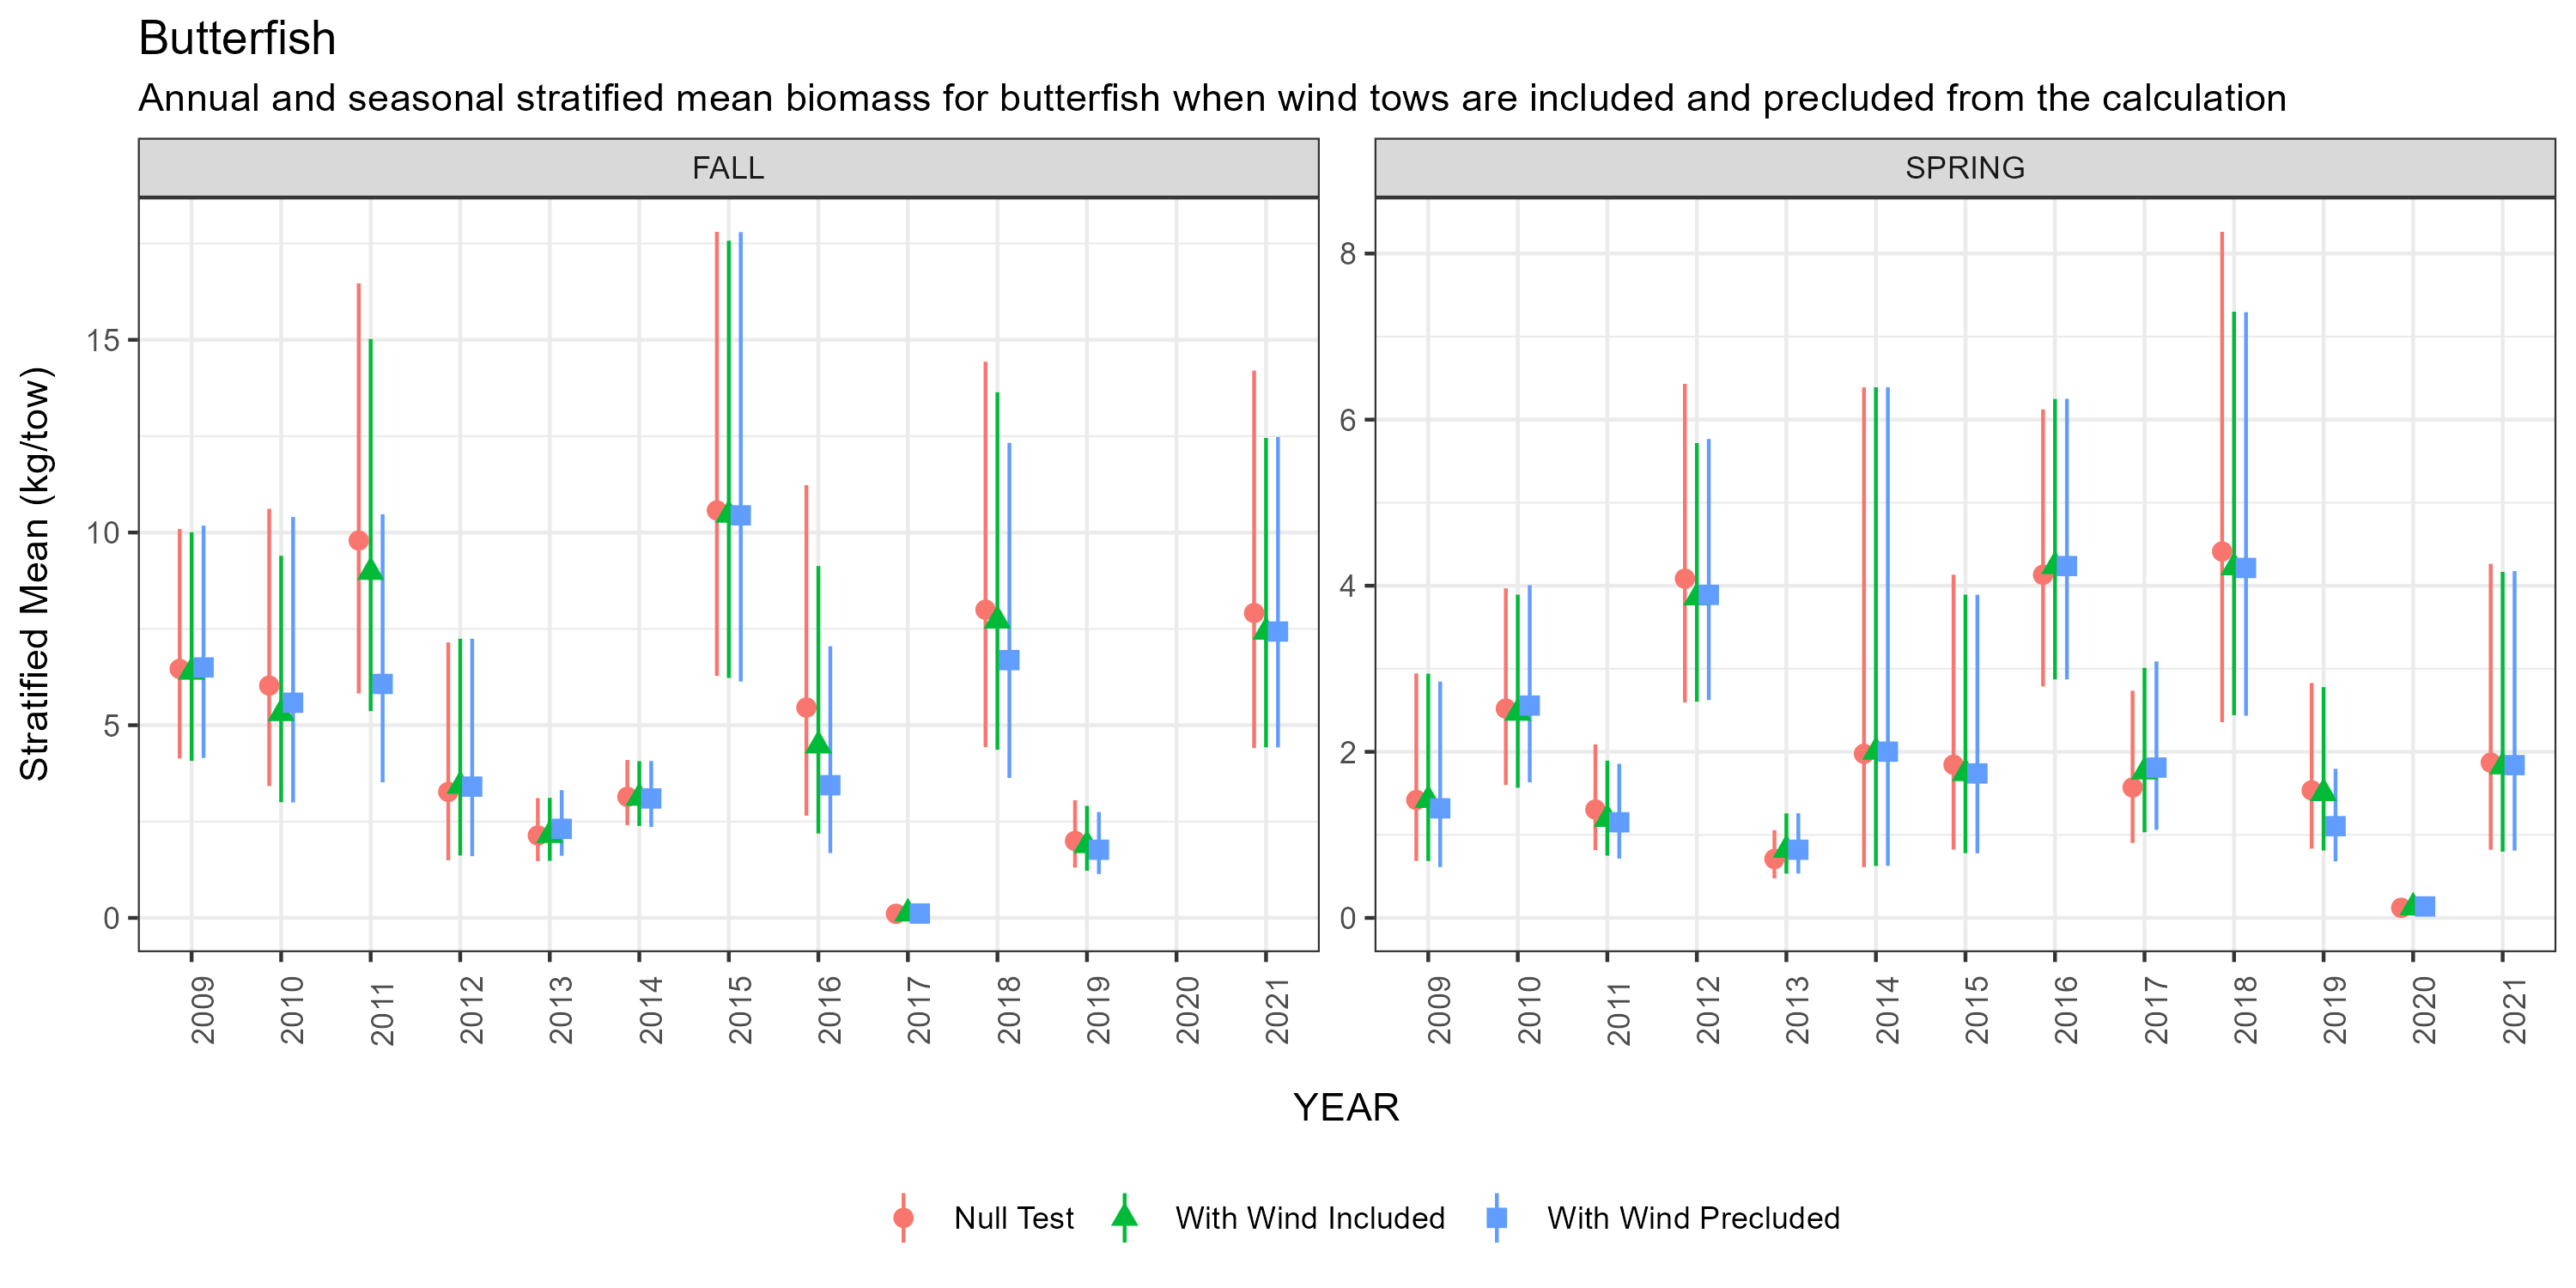 Butterfish
Annual and seasonal stratified mean biomass for butterfish when wind tows are included and precluded from the calculation
FALL
SPRING
Stratified Mean (kg/tow)
15
10
5
0
8
6
4
2
0
2009 2010 2011 2012 2013 2014 2015 2016 2017 2018 2019 2020 2021
2009 2010 2011 2012 2013 2014 2015 2016 2017 2018 2019 2020 2021
YEAR
Null Test With Wind Included With Wind Precluded